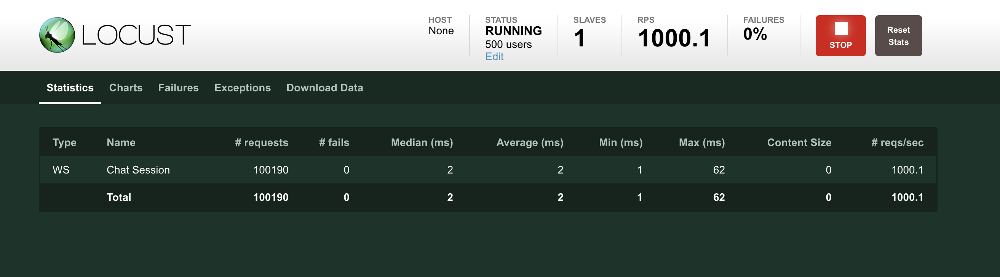 LOCUST
HOST
None
STATUS
RUNNING
500 users
Edit
SLAVES
1
RPS
1000.1
FAILURES
0%
STOP
Reset
Stats
Statistics Charts Failures Exceptions Download Data
Type Name # requests # fails Median (ms) Average (ms) Min (ms) Max (ms) Content Size # reqs/sec
WS Chat Session 100190 0 2 2 1 62 0 1000.1
Total 100190 0 2 2 1 62 0 1000.1